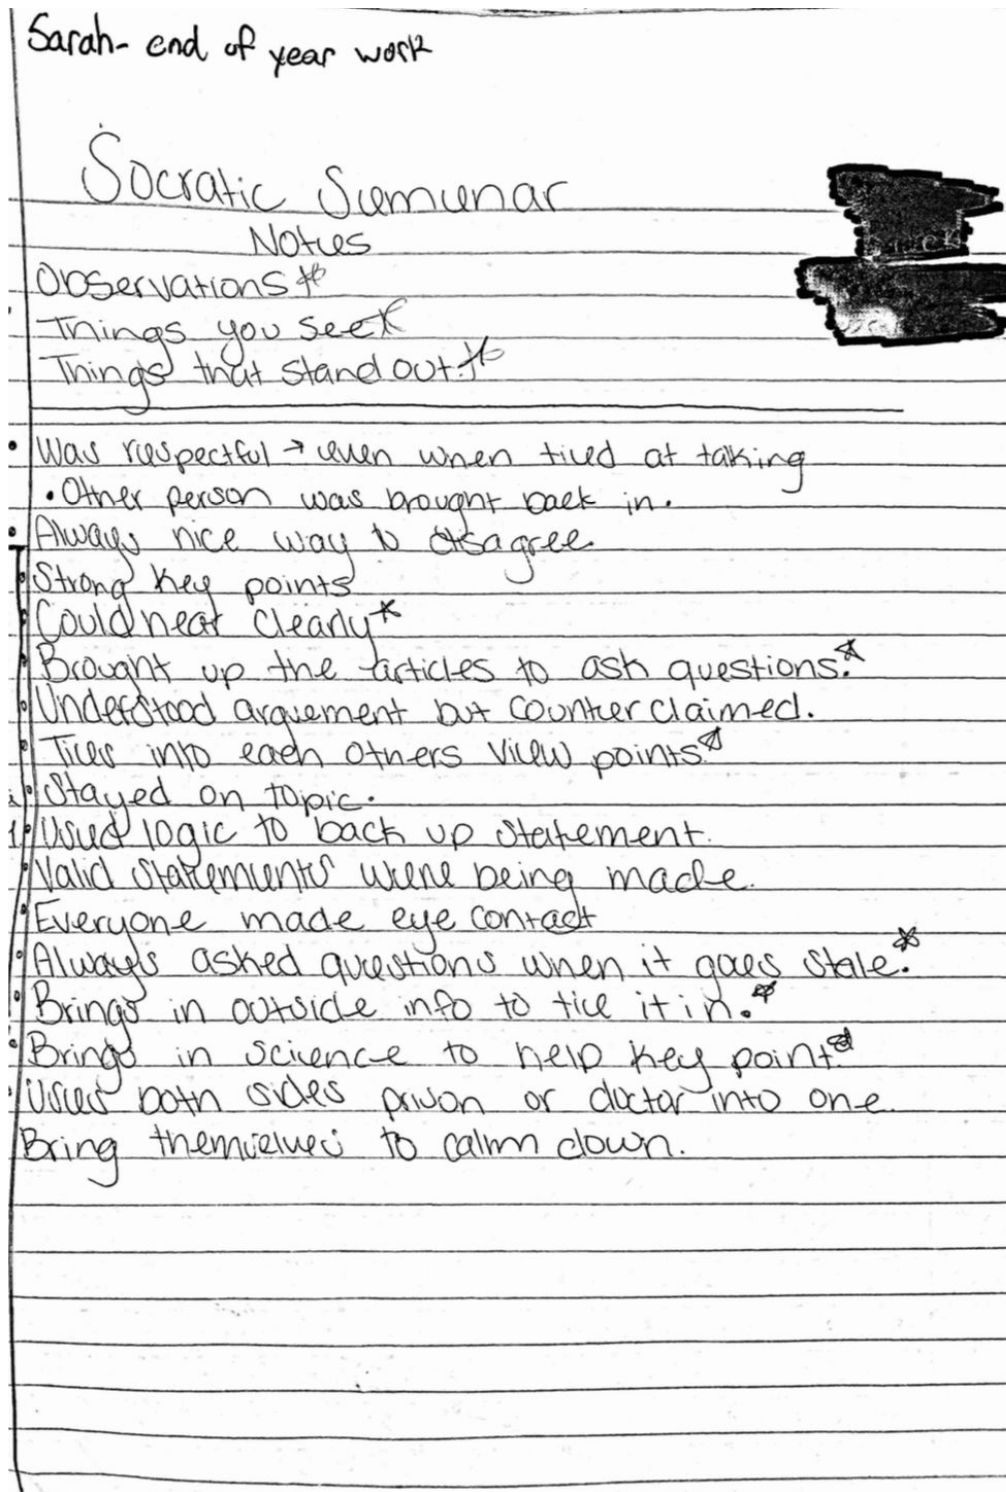 Sarah- end of year work
Socratic Sumunar
Notes
Observations *
Things you see *
Things that stand out *
• Was respectful → even when tied at taking
• Other person was brought back in.
• Always nice way to disagree.
• Strong key points
• Could hear clearly *
• Brought up the articles to ask questions. *
• Understood arguement but counterclaimed.
• Ties into each others view points *
• Stayed on topic.
• Used logic to back up statement.
• Valid statements were being made.
• Everyone made eye contact
• Always asked questions when it goes stale. *
• Brings in outside info to tie it in. *
• Brings in science to help key point *
• Uses both sides prison or doctor into one.
Bring themselves to calm down.